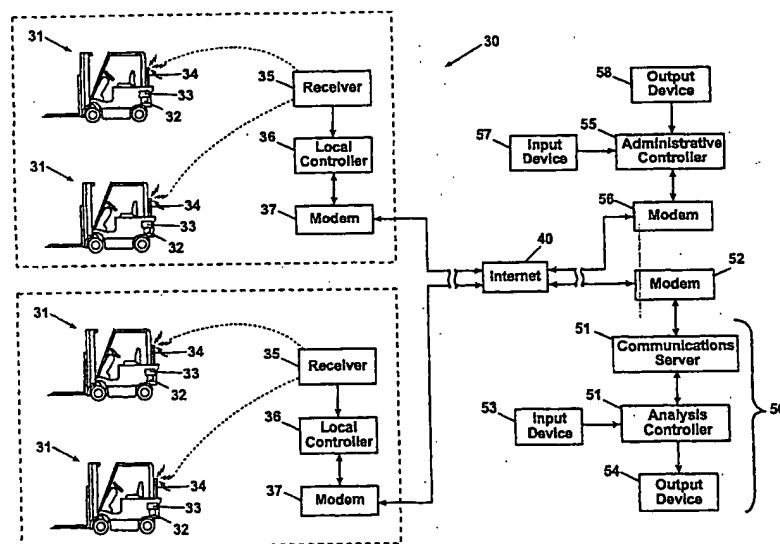 31
34
33
32
31
34
33
32
35
Receiver
36
Local
Controller
37
Modem
30
58
Output
Device
55
57
Input
Device
Administrative
Controller
56
Modem
40
Internet
52
Modem
51
Communications
Server
51
53
Input
Device
Analysis
Controller
54
Output
Device
50
31
34
33
32
31
34
33
32
35
Receiver
36
Local
Controller
37
Modem